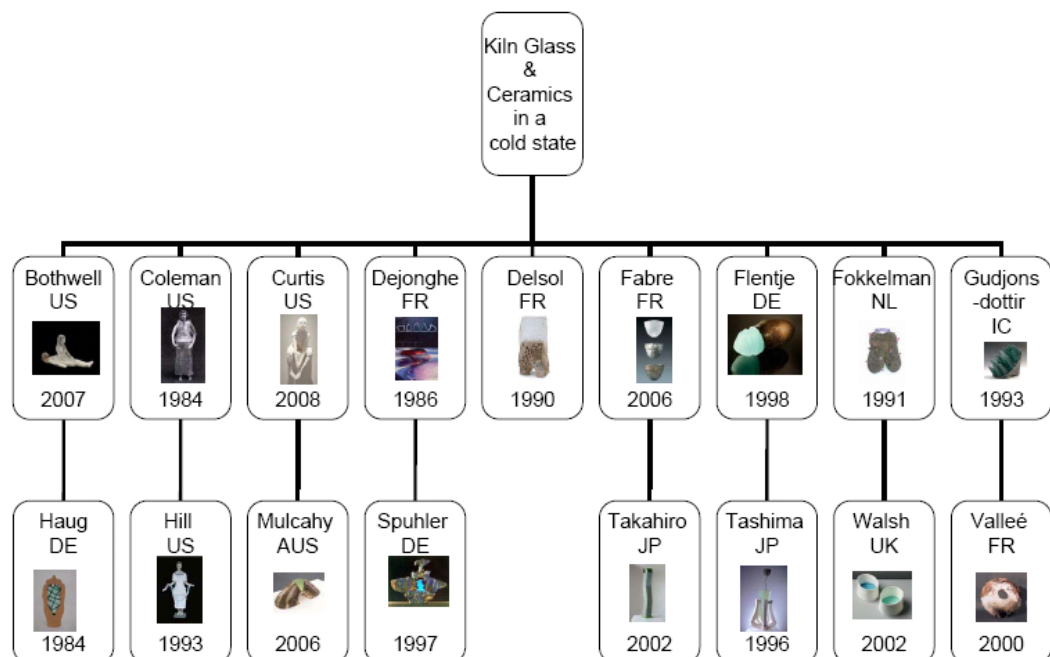 Kiln Glass
&
Ceramics
in a
cold state
Bothwell
US
2007
Coleman
US
1984
Curtis
US
2008
Dejonghe
FR
1986
Delsol
FR
1990
Fabre
FR
2006
Flentje
DE
1998
Fokkelman
NL
1991
Gudjons
-dottir
IC
1993
Haug
DE
1984
Hill
US
1993
Mulcahy
AUS
2006
Spuhler
DE
1997
Takahiro
JP
2002
Tashima
JP
1996
Walsh
UK
2002
Valleé
FR
2000